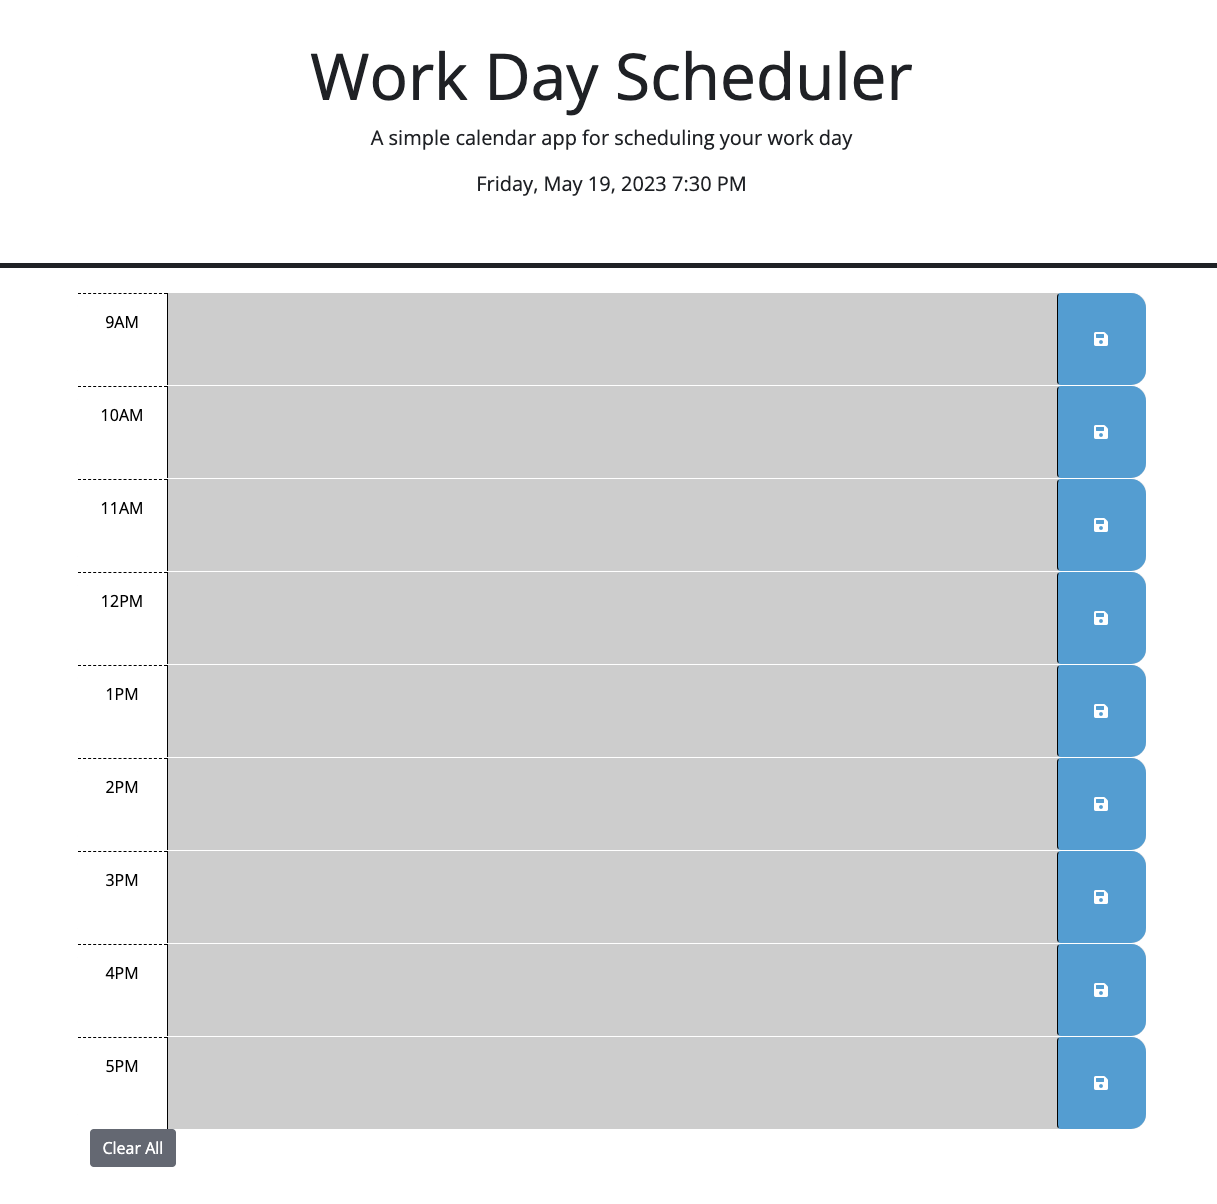 Work Day Scheduler
A simple calendar app for scheduling your work day
Friday, May 19, 2023 7:30 PM
9AM
10AM
11AM
12PM
1PM
2PM
3PM
4PM
5PM
Clear All